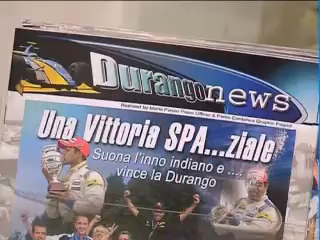 Durango news
Una Vittoria SPA...ziale
Suona l'inno indiano e ....
vince la Durango